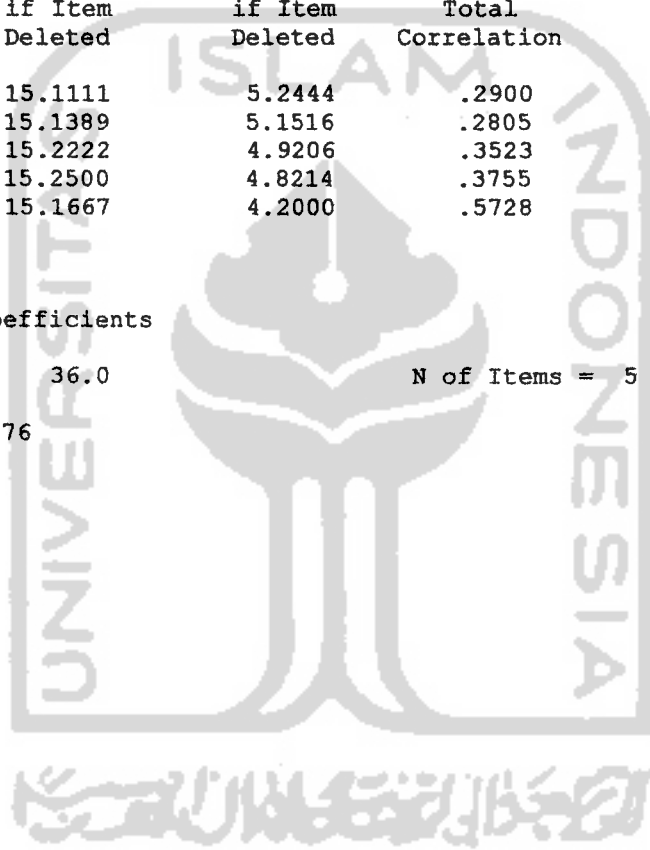 if Item if Item Total
Deleted Deleted Correlation
15.1111 5.2444 .2900
15.1389 5.1516 .2805
15.2222 4.9206 .3523
15.2500 4.8214 .3755
15.1667 4.2000 .5728
efficients
36.0 N of Items = 5
76
ISLAM
UNIVERSITAS
INDONESIA